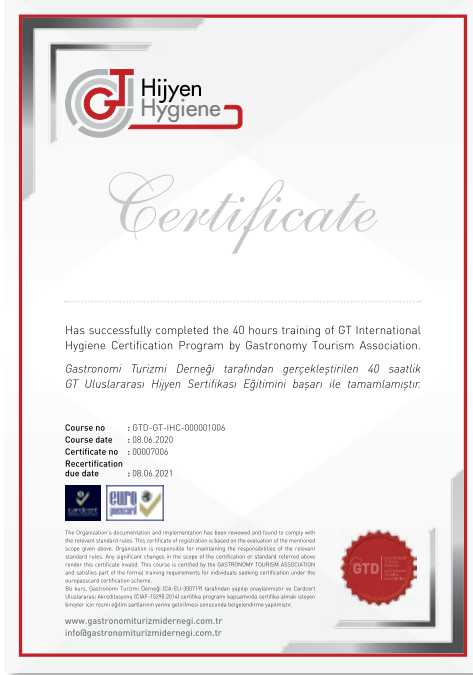 GT
Hijyen
Hygiene
Certificate
Has successfully completed the 40 hours training of GT International
Hygiene Certification Program by Gastronomy Tourism Association.
Gastronomi Turizmi Derneği tarafından gerçekleştirilen 40 saatlik
GT Uluslararası Hijyen Sertifikası Eğitimini başarı ile tamamlamıştır.
Course no : GTD-GT-IHC-000001006
Course date : 08.06.2020
Certificate no : 00007006
Recertification
due date : 08.06.2021
cardcert
euro
passcard
The Organization's documentation and implementation has been reviewed and found to comply with
the relevant standard rules. This certificate of registration is based on the evaluation of the mentioned
scope given above. Organization is responsible for maintaining the responsibilities of the relevant
standard rules. Any significant changes in the scope of the certification or standard referred above
render this certificate invalid. This course is certified by the GASTRONOMY TOURISM ASSOCIATION
and satisfies part of the formal training requirements for individuals seeking certification under the
europasscard certification scheme.
Bu kurs, Gastronomi Turizmi Derneği (CA-EU-300719) tarafından yapılıp onaylanmıştır ve Cardcert
Uluslararası Akreditasyonu (CIAF-15290:2014) sertifika programı kapsamında sertifika almak isteyen
bireyler için resmi eğitim şartlarının yerine getirilmesi sonucunda belgelendirme yapılmıştır.
www.gastronomiturizmidernegi.com.tr
info@gastronomiturizmidernegi.com.tr
GTD